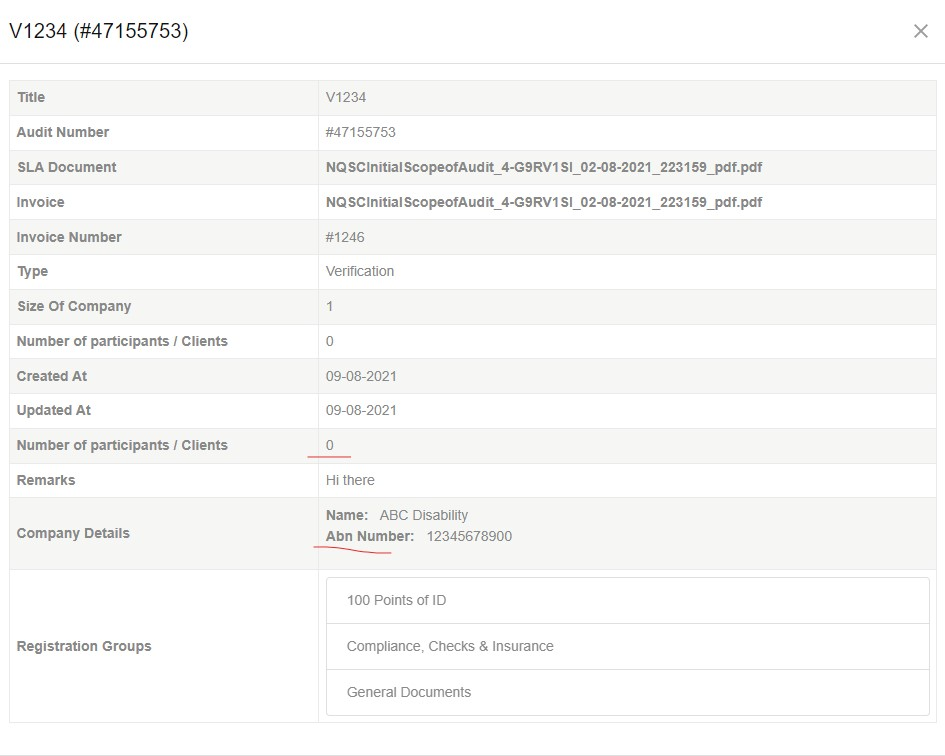 V1234 (#47155753)
Title V1234
Audit Number #47155753
SLA Document NQSCInitialScopeofAudit_4-G9RV1SI_02-08-2021_223159_pdf.pdf
Invoice NQSCInitialScopeofAudit_4-G9RV1SI_02-08-2021_223159_pdf.pdf
Invoice Number #1246
Type Verification
Size Of Company 1
Number of participants / Clients 0
Created At 09-08-2021
Updated At 09-08-2021
Number of participants / Clients 0
Remarks Hi there
Company Details
Name: ABC Disability
Abn Number: 12345678900
Registration Groups
100 Points of ID
Compliance, Checks & Insurance
General Documents